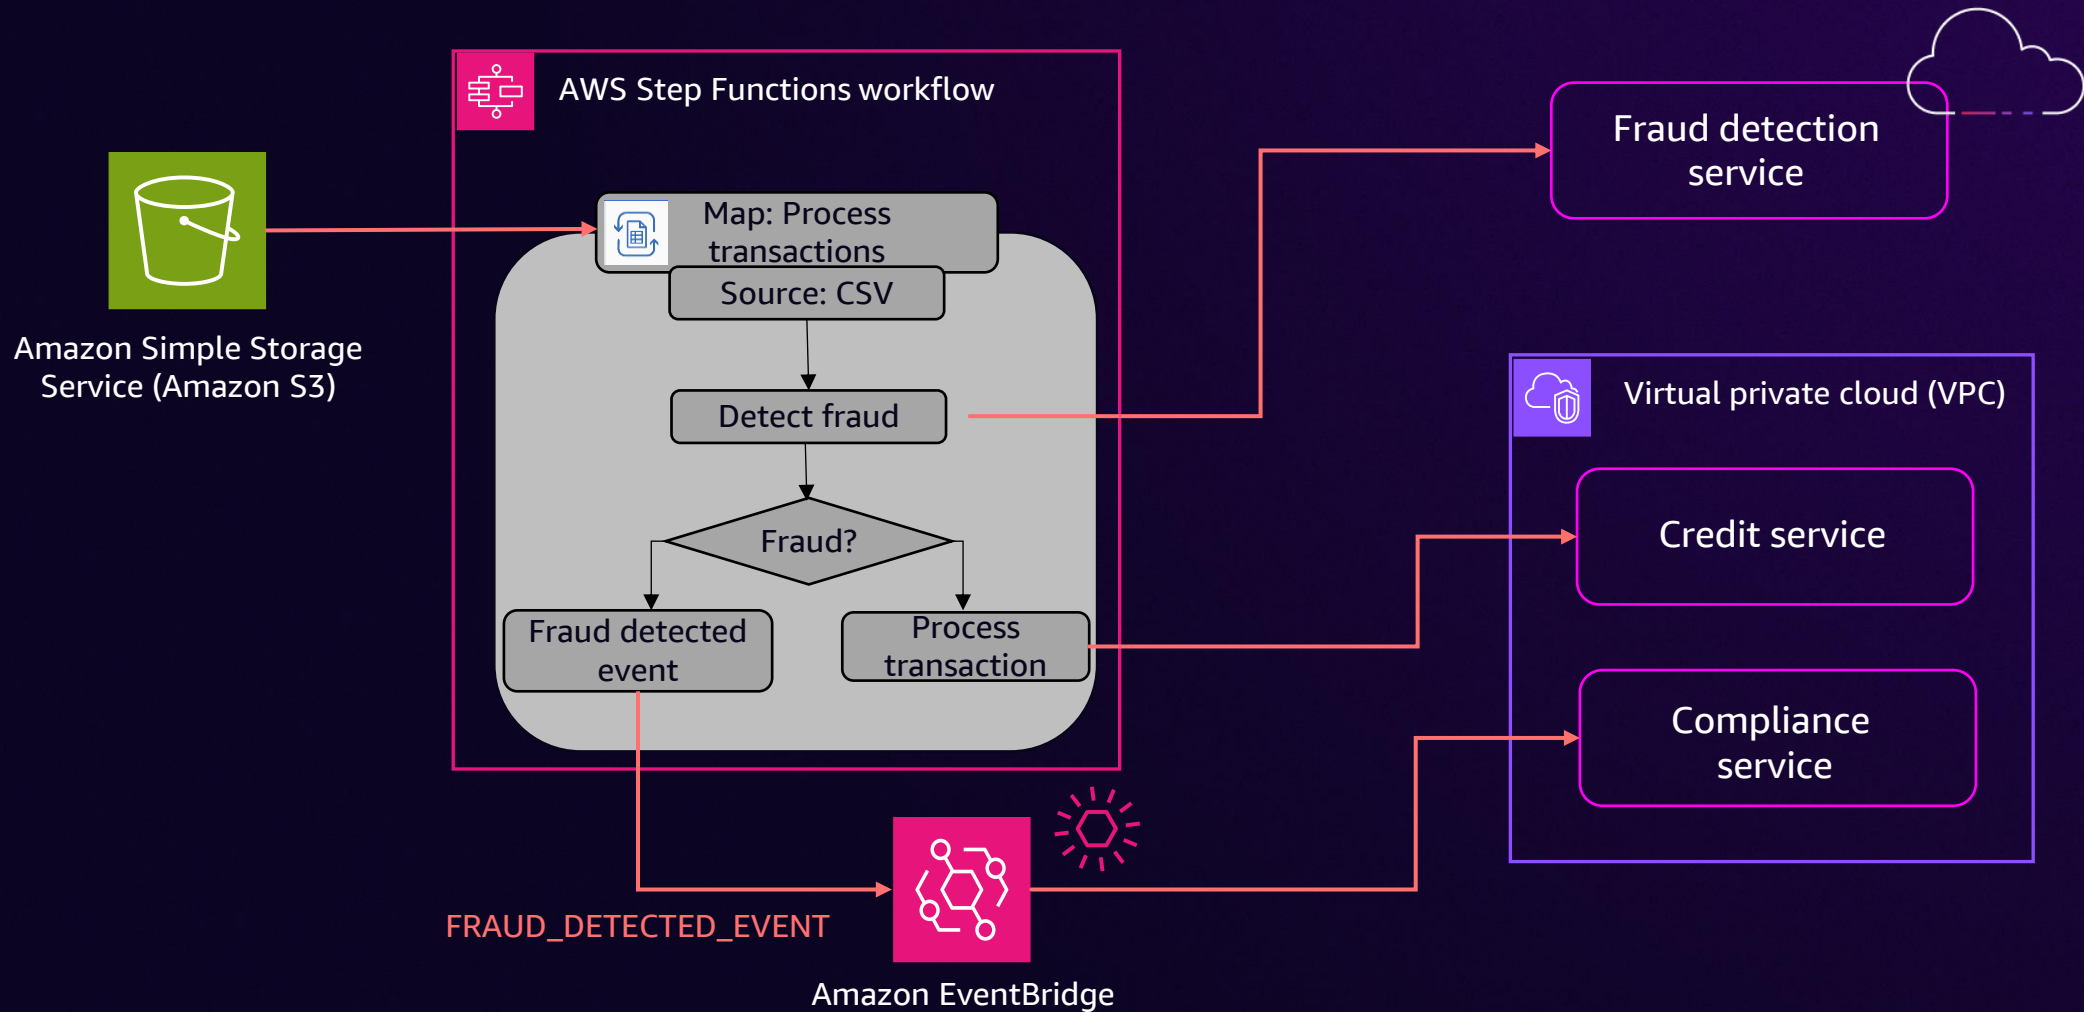 AWS Step Functions workflow
Fraud detection
service
Map: Process
transactions
Source: CSV
Amazon Simple Storage
Service (Amazon S3)
Detect fraud
Virtual private cloud (VPC)
Fraud?
Credit service
Fraud detected
event
Process
transaction
Compliance
service
FRAUD_DETECTED_EVENT
Amazon EventBridge